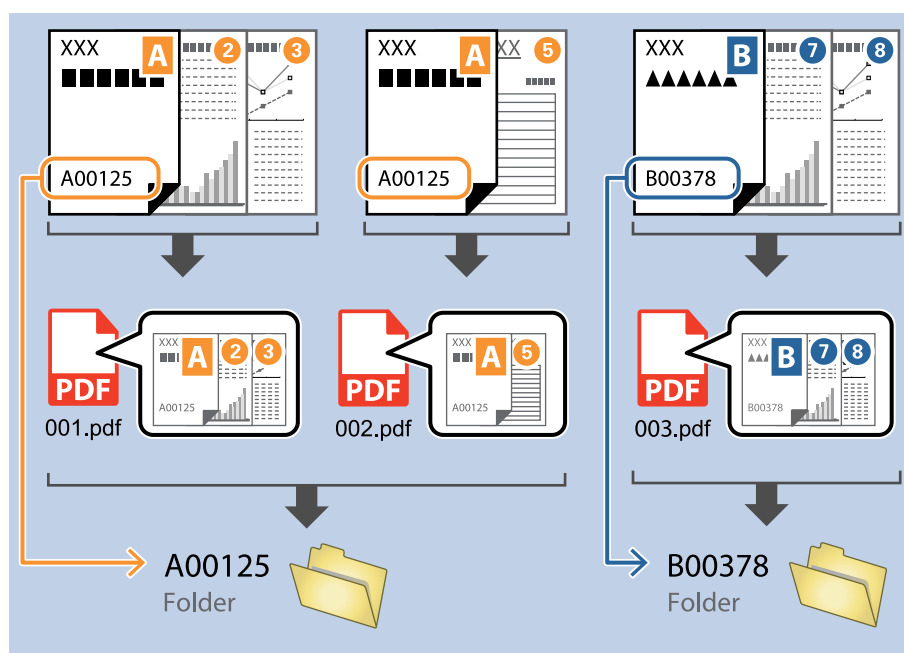 XXX A 2 3
A00125
XXX A XX 5
A00125
XXX B 7 8
B00378
PDF
001.pdf
XXX A 2 3
A00125
PDF
002.pdf
XXX A 5
A00125
PDF
003.pdf
XXX B 7 8
B00378
A00125
Folder
B00378
Folder